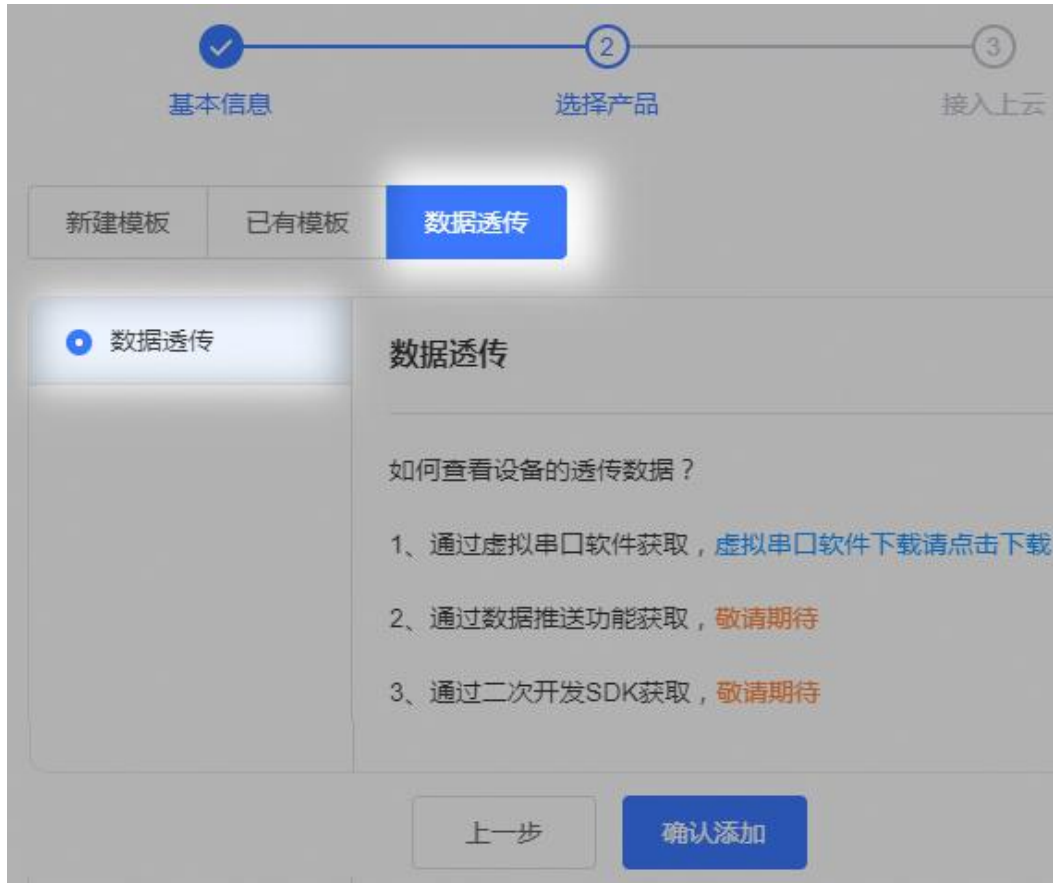 2
3
基本信息
选择产品
接入上云
新建模板
已有模板
数据透传
数据透传
数据透传
如何查看设备的透传数据？
1、通过虚拟串口软件获取，虚拟串口软件下载请点击下载
2、通过数据推送功能获取，敬请期待
3、通过二次开发SDK获取，敬请期待
上一步
确认添加